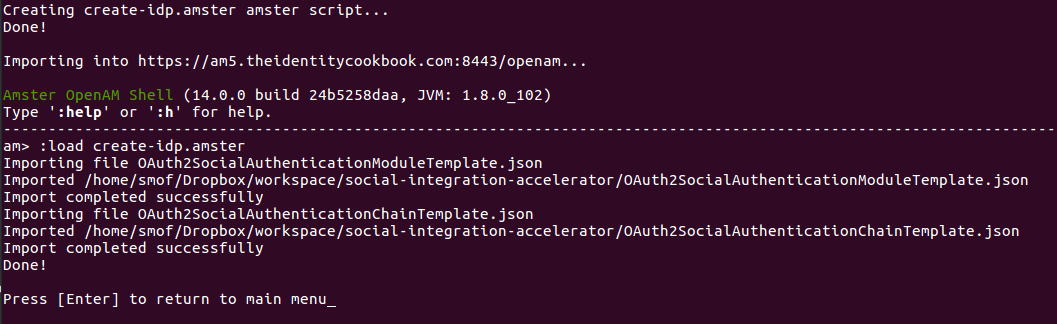 Creating create-idp.amster amster script...
Done!
Importing into https://am5.theidentitycookbook.com:8443/openam...
Amster OpenAM Shell (14.0.0 build 24b5258daa, JVM: 1.8.0_102)
Type ':help' or ':h' for help.
--------------------------------------------------------------------------------------------------------------------
am> :load create-idp.amster
Importing file OAuth2SocialAuthenticationModuleTemplate.json
Imported /home/smof/Dropbox/workspace/social-integration-accelerator/OAuth2SocialAuthenticationModuleTemplate.json
Import completed successfully
Importing file OAuth2SocialAuthenticationChainTemplate.json
Imported /home/smof/Dropbox/workspace/social-integration-accelerator/OAuth2SocialAuthenticationChainTemplate.json
Import completed successfully
Done!
Press [Enter] to return to main menu_